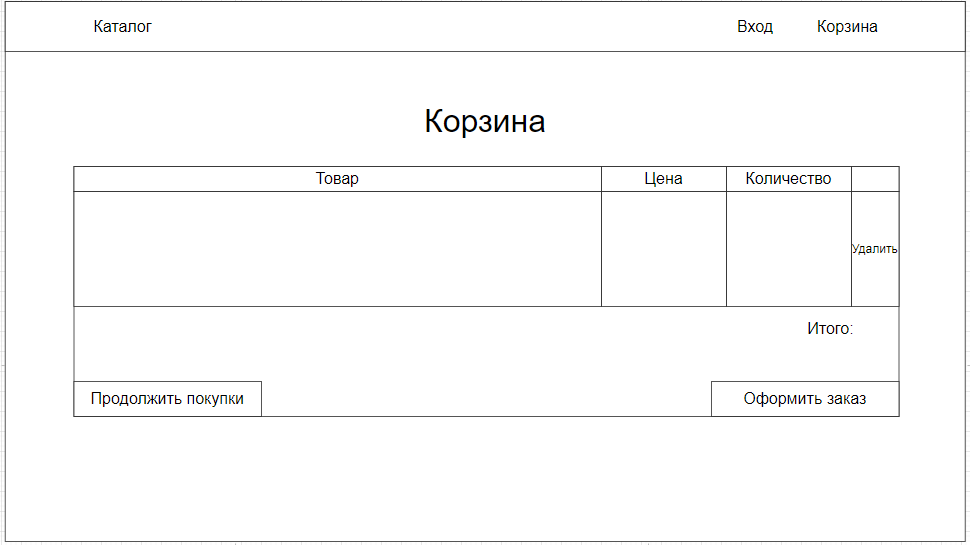 Каталог Вход Корзина
Корзина
Товар Цена Количество
Удалить
Итого:
Продолжить покупки Оформить заказ